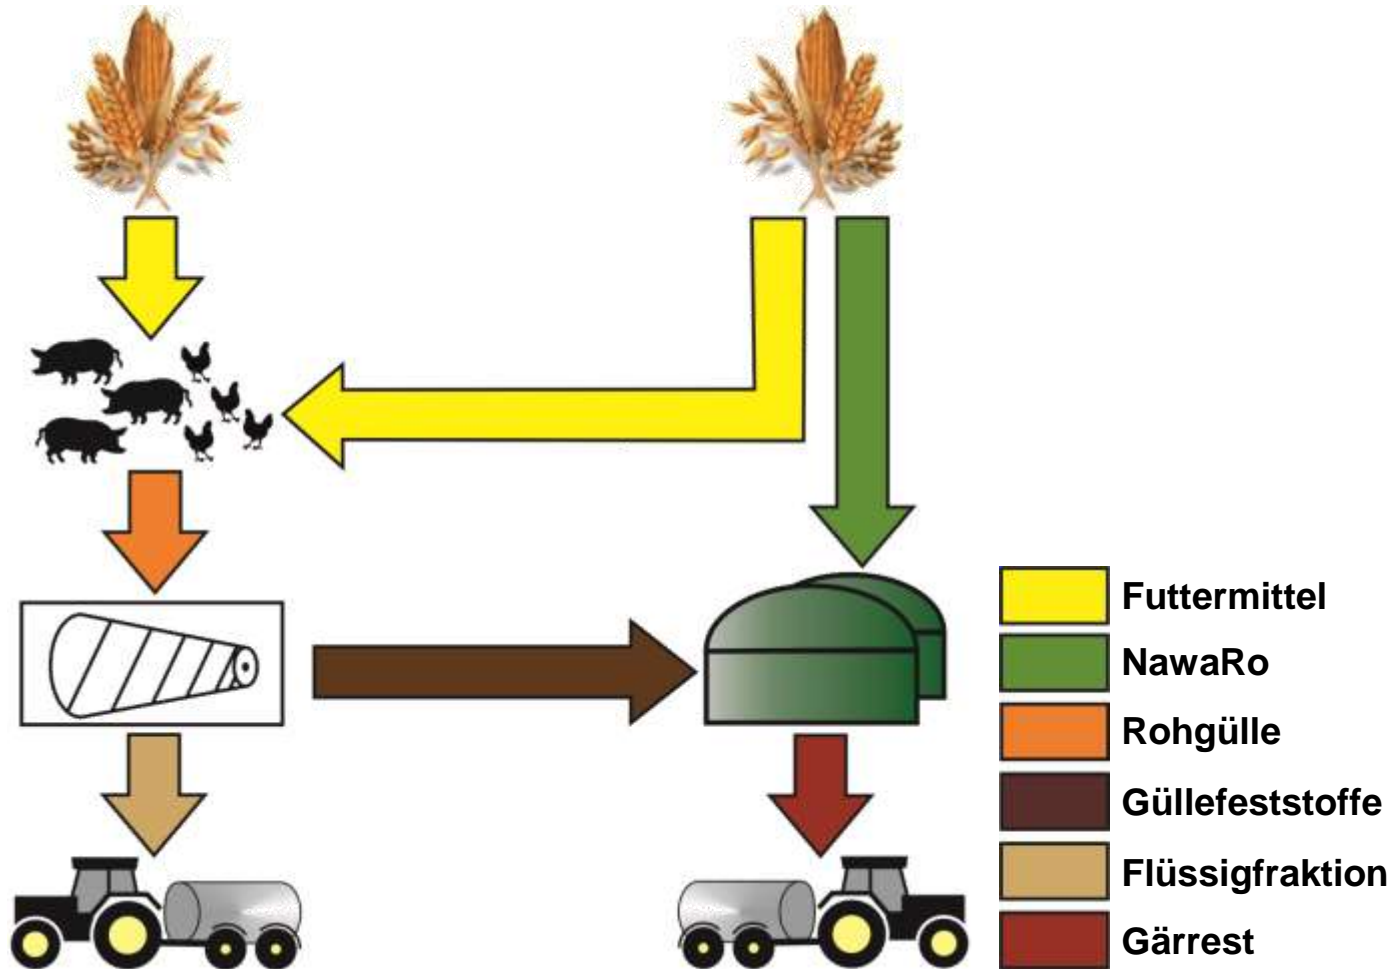 Futtermittel
NawaRo
Rohgülle
Güllefeststoffe
Flüssigfraktion
Gärrest